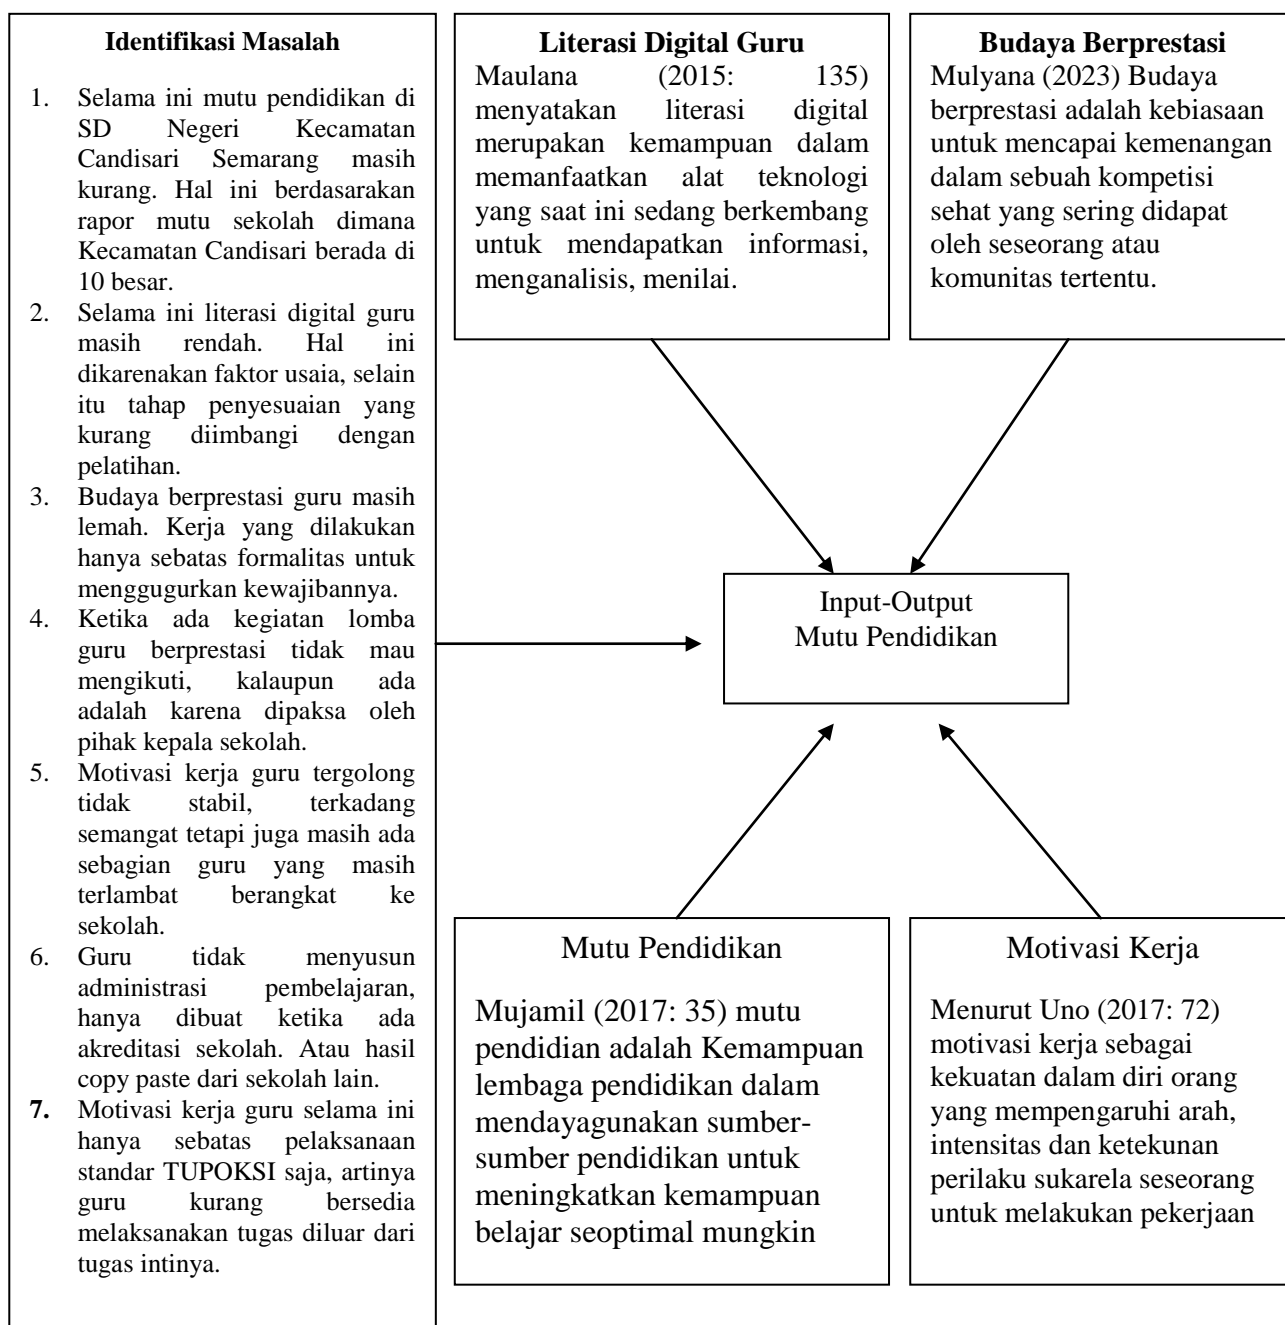 Identifikasi Masalah
1. Selama ini mutu pendidikan di
SD Negeri Kecamatan
Candisari Semarang masih
kurang. Hal ini berdasarakan
rapor mutu sekolah dimana
Kecamatan Candisari berada di
10 besar.
2. Selama ini literasi digital guru
masih rendah. Hal ini
dikarenakan faktor usaia, selain
itu tahap penyesuaian yang
kurang diimbangi dengan
pelatihan.
3. Budaya berprestasi guru masih
lemah. Kerja yang dilakukan
hanya sebatas formalitas untuk
menggugurkan kewajibannya.
4. Ketika ada kegiatan lomba
guru berprestasi tidak mau
mengikuti, kalaupun ada
adalah karena dipaksa oleh
pihak kepala sekolah.
5. Motivasi kerja guru tergolong
tidak stabil, terkadang
semangat tetapi juga masih ada
sebagian guru yang masih
terlambat berangkat ke
sekolah.
6. Guru tidak menyusun
administrasi pembelajaran,
hanya dibuat ketika ada
akreditasi sekolah. Atau hasil
copy paste dari sekolah lain.
7. Motivasi kerja guru selama ini
hanya sebatas pelaksanaan
standar TUPOKSI saja, artinya
guru kurang bersedia
melaksanakan tugas diluar dari
tugas intinya.
Literasi Digital Guru
Maulana (2015: 135)
menyatakan literasi digital
merupakan kemampuan dalam
memanfaatkan alat teknologi
yang saat ini sedang berkembang
untuk mendapatkan informasi,
menganalisis, menilai.
Budaya Berprestasi
Mulyana (2023) Budaya
berprestasi adalah kebiasaan
untuk mencapai kemenangan
dalam sebuah kompetisi
sehat yang sering didapat
oleh seseorang atau
komunitas tertentu.
Input-Output
Mutu Pendidikan
Mutu Pendidikan
Mujamil (2017: 35) mutu
pendidian adalah Kemampuan
lembaga pendidikan dalam
mendayagunakan sumber-
sumber pendidikan untuk
meningkatkan kemampuan
belajar seoptimal mungkin
Motivasi Kerja
Menurut Uno (2017: 72)
motivasi kerja sebagai
kekuatan dalam diri orang
yang mempengaruhi arah,
intensitas dan ketekunan
perilaku sukarela seseorang
untuk melakukan pekerjaan